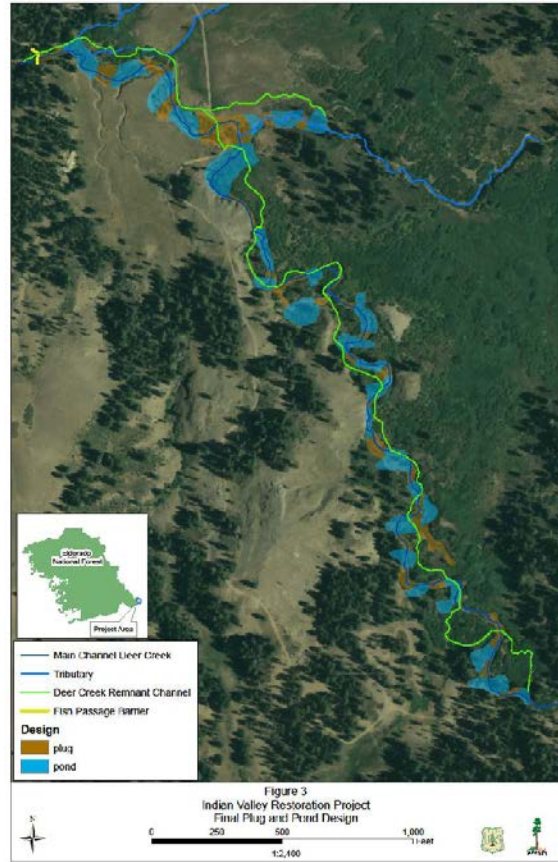 Eldorado
National Forest
Project Area
Main Channel Deer Creek
Tributary
Deer Creek Remnant Channel
Fish Passage Barrier
Design
plug
pond
Figure 3
Indian Valley Restoration Project
Final Plug and Pond Design
0 250 500 1,000
Feet
1:2,400